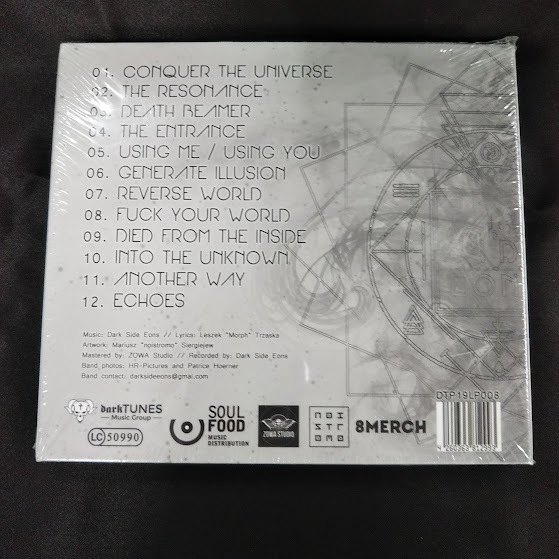 01. CONQUER THE UNIVERSE
02. THE RESONANCE
03. DEATH REAMER
04. THE ENTRANCE
05. USING ME / USING YOU
06. GENERATE ILLUSION
07. REVERSE WORLD
08. FUCK YOUR WORLD
09. DIED FROM THE INSIDE
10. INTO THE UNKNOWN
11. ANOTHER WAY
12. ECHOES
Music: Dark Side Eons // Lyrics: Leszek "Morph" Trzaska
Artwork: Mariusz "noistromo" Siergiejew
Mastered by: ZOWA Studio // Recorded by: Dark Side Eons
Band photos: HR-Pictures and Patrice Hoerner
Band contact: darksideeons@gmail.com
darkTUNES
Music Group
LC 50990
SOUL
FOOD
MUSIC
DISTRIBUTION
ZOWA STUDIO
NOI
STR
OMO
8MERCH
DTP19LP008